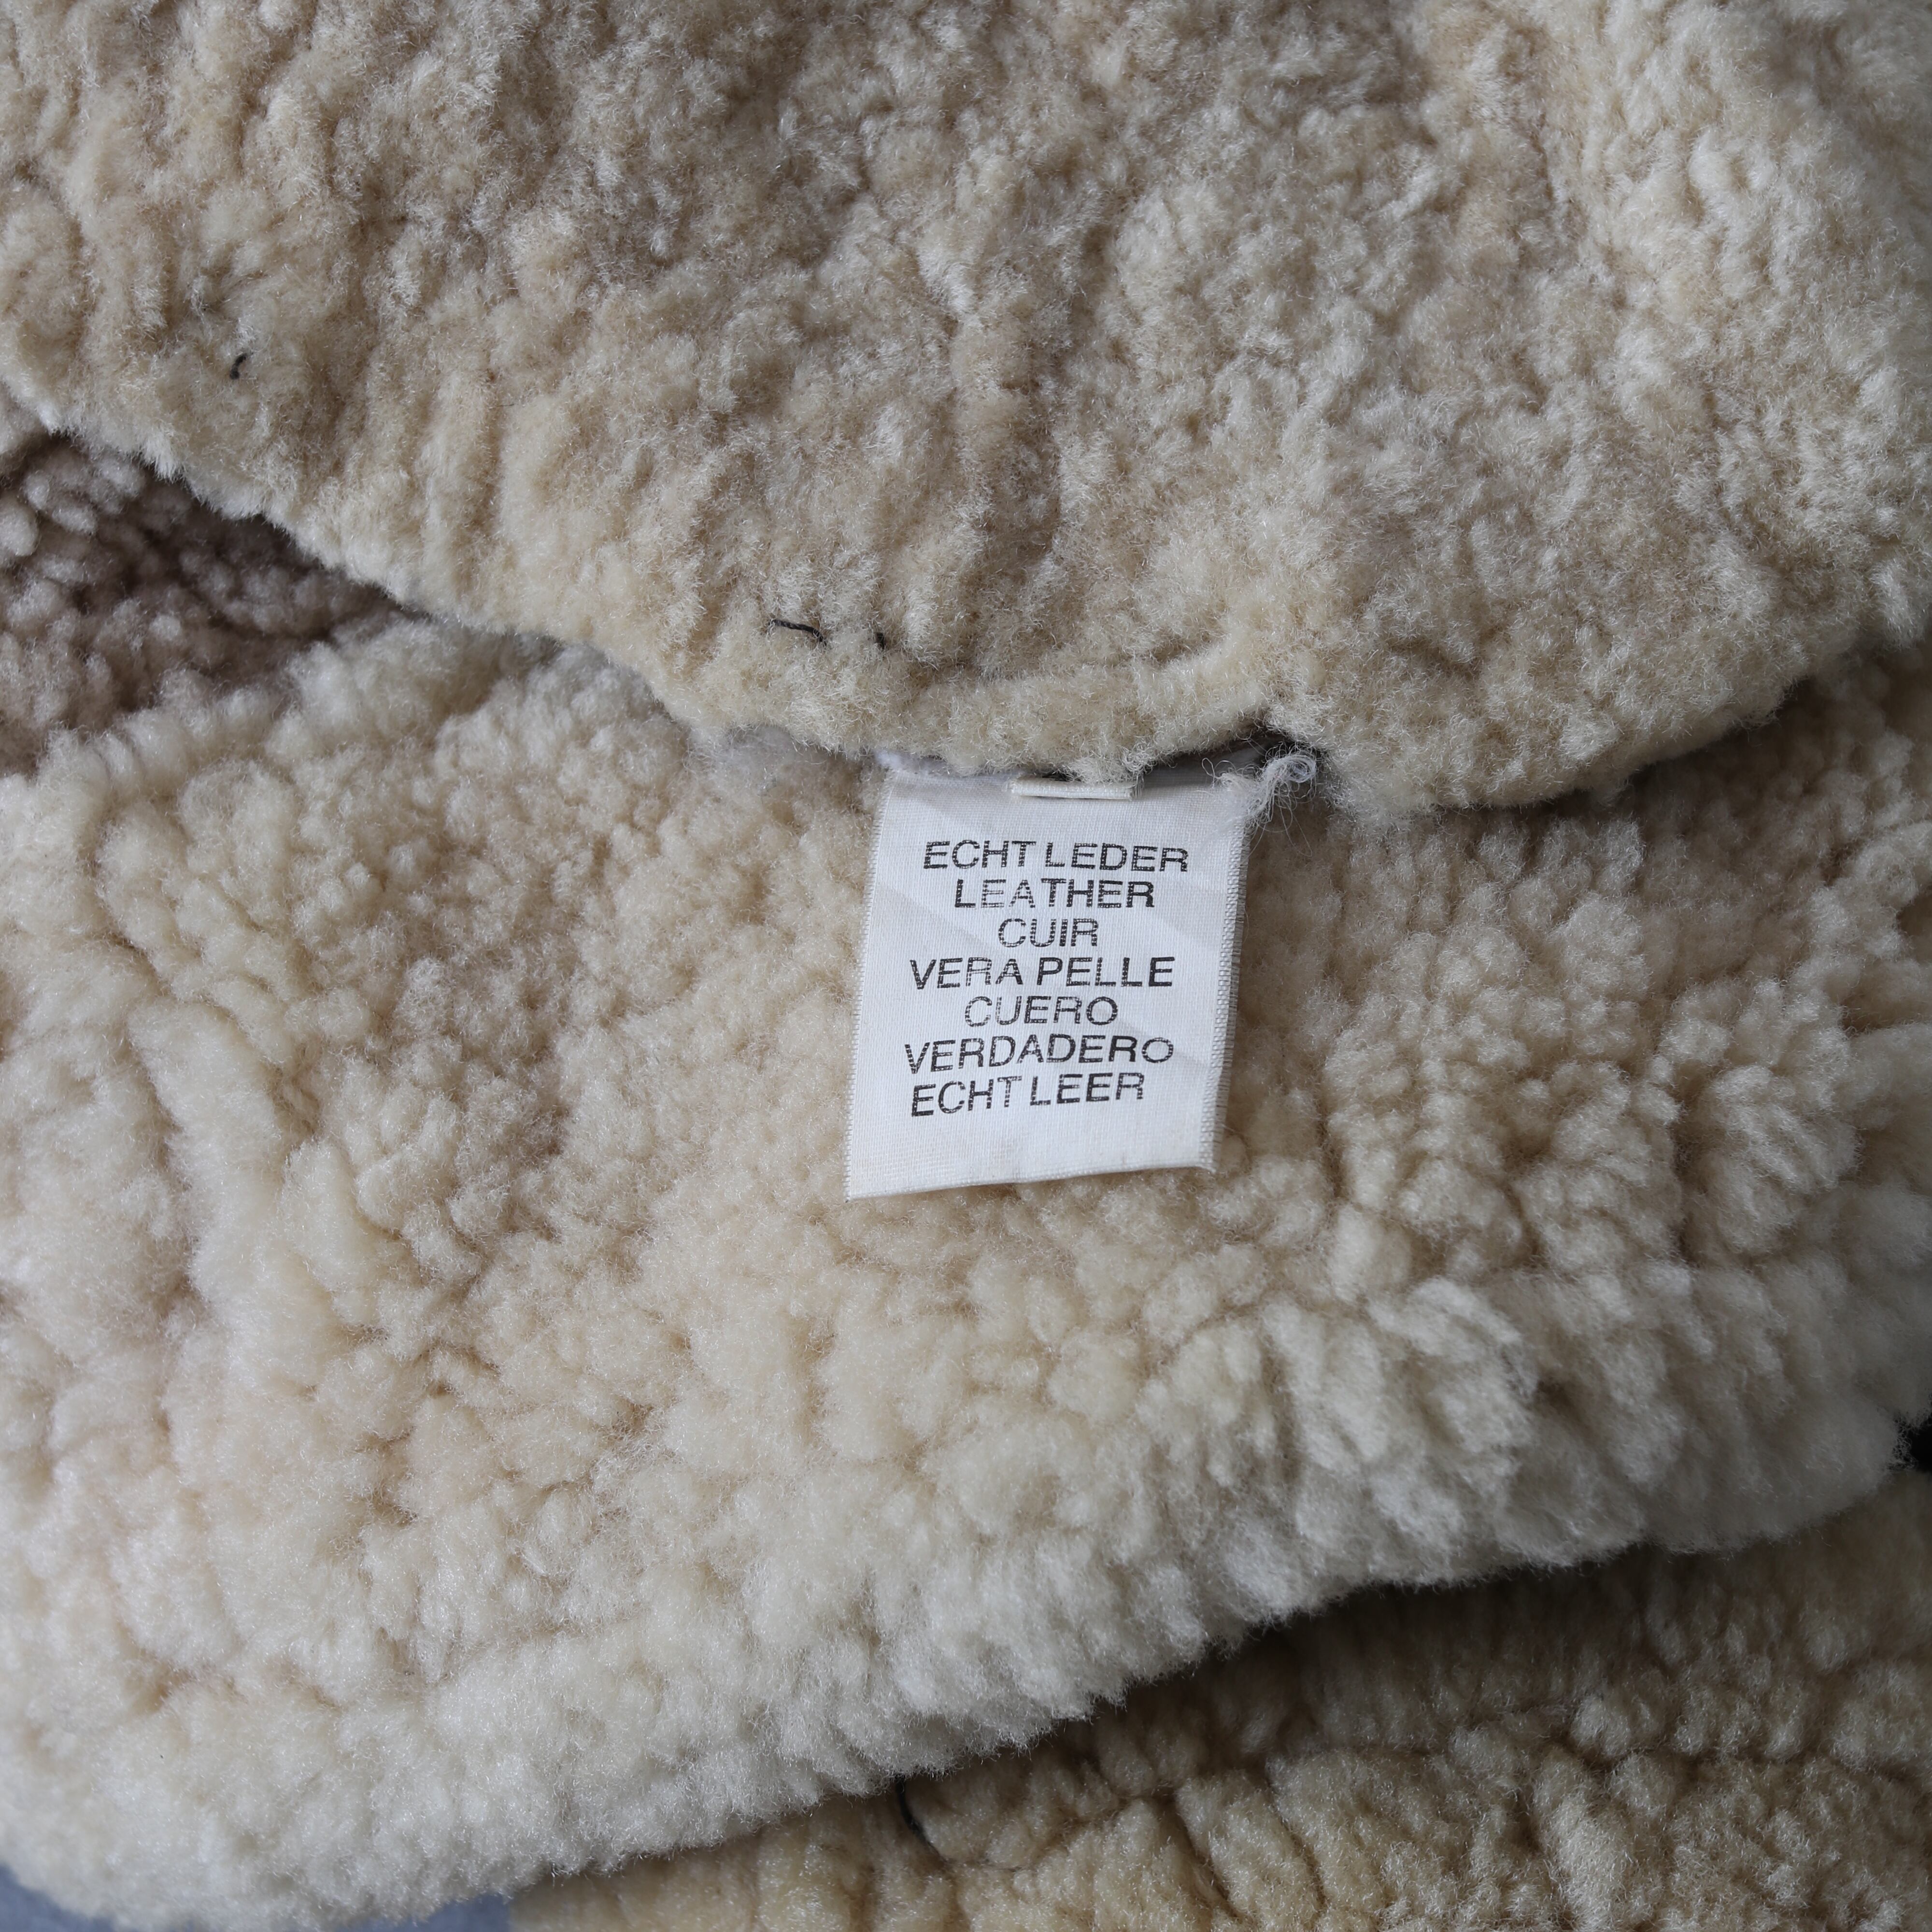 ECHT LEDER
LEATHER
CUIR
VERA PELLE
CUERO
VERDADERO
ECHT LEER